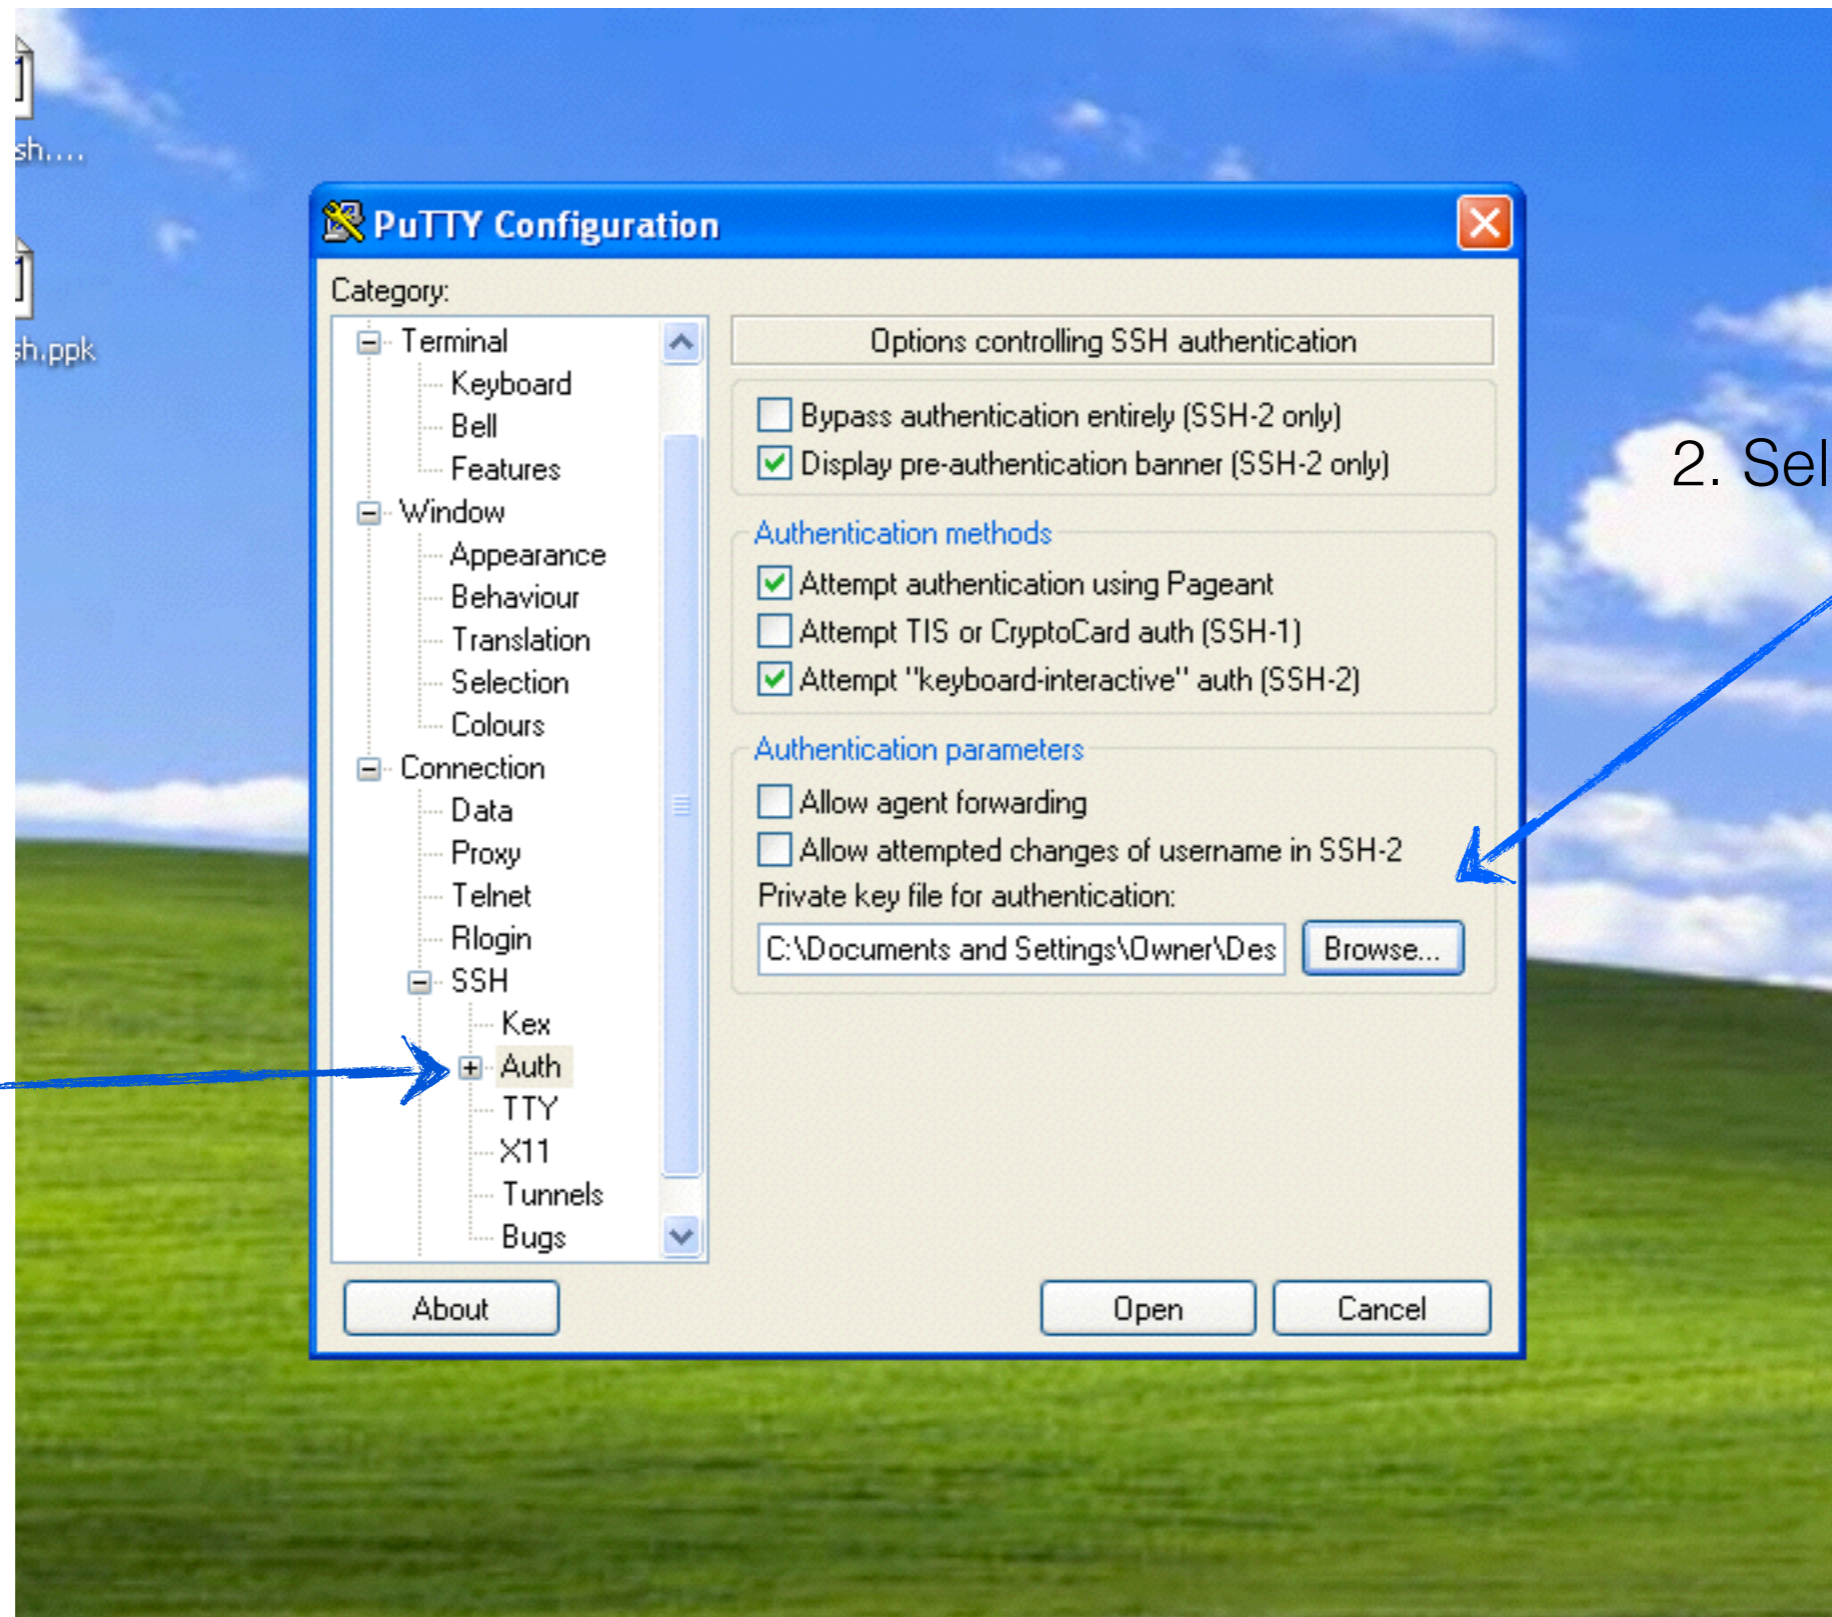 sh....
sh.ppk
PuTTY Configuration
Category:
Terminal
Keyboard
Bell
Features
Window
Appearance
Behaviour
Translation
Selection
Colours
Connection
Data
Proxy
Telnet
Rlogin
SSH
Kex
Auth
TTY
X11
Tunnels
Bugs
Options controlling SSH authentication
Bypass authentication entirely (SSH-2 only)
Display pre-authentication banner (SSH-2 only)
Authentication methods
Attempt authentication using Pageant
Attempt TIS or CryptoCard auth (SSH-1)
Attempt "keyboard-interactive" auth (SSH-2)
Authentication parameters
Allow agent forwarding
Allow attempted changes of username in SSH-2
Private key file for authentication:
C:\Documents and Settings\Owner\Des
Browse...
About
Open
Cancel
2. Sel